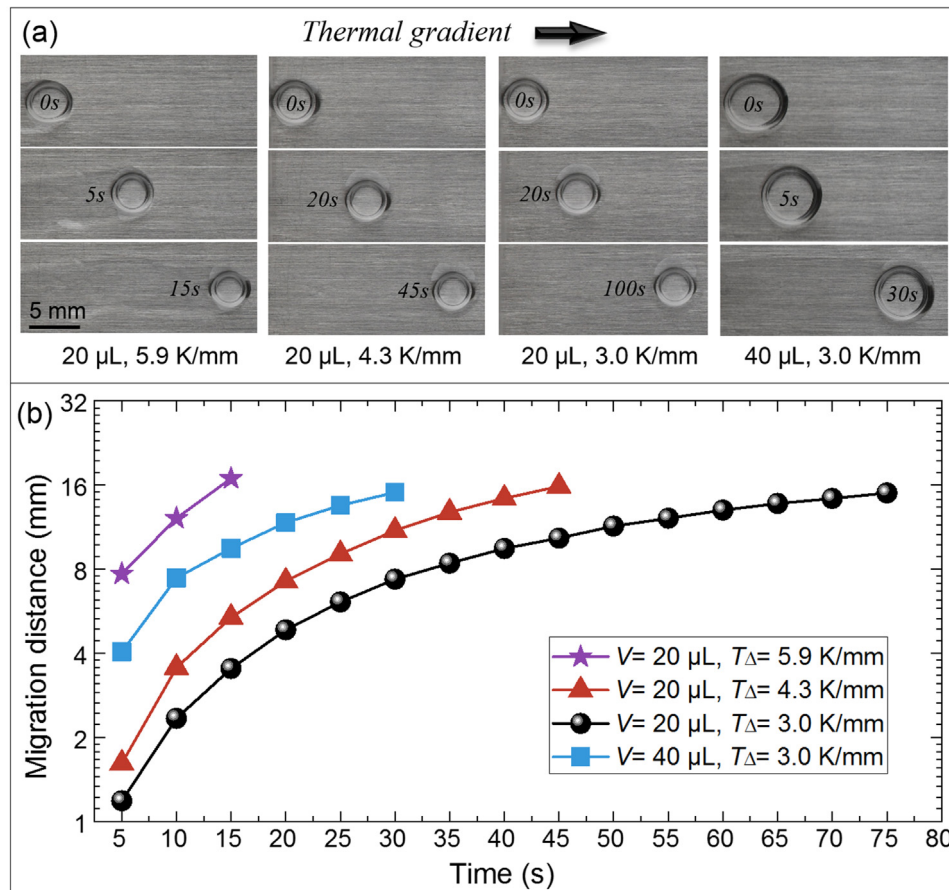 (a) Thermal gradient
0s 0s 0s 0s
5s 20s 20s 5s
15s 45s 100s 30s
5 mm
20 µL, 5.9 K/mm 20 µL, 4.3 K/mm 20 µL, 3.0 K/mm 40 µL, 3.0 K/mm
(b)
32
16
8
4
2
1
Migration distance (mm)
V= 20 µL, TΔ= 5.9 K/mm
V= 20 µL, TΔ= 4.3 K/mm
V= 20 µL, TΔ= 3.0 K/mm
V= 40 µL, TΔ= 3.0 K/mm
5 10 15 20 25 30 35 40 45 50 55 60 65 70 75 80
Time (s)